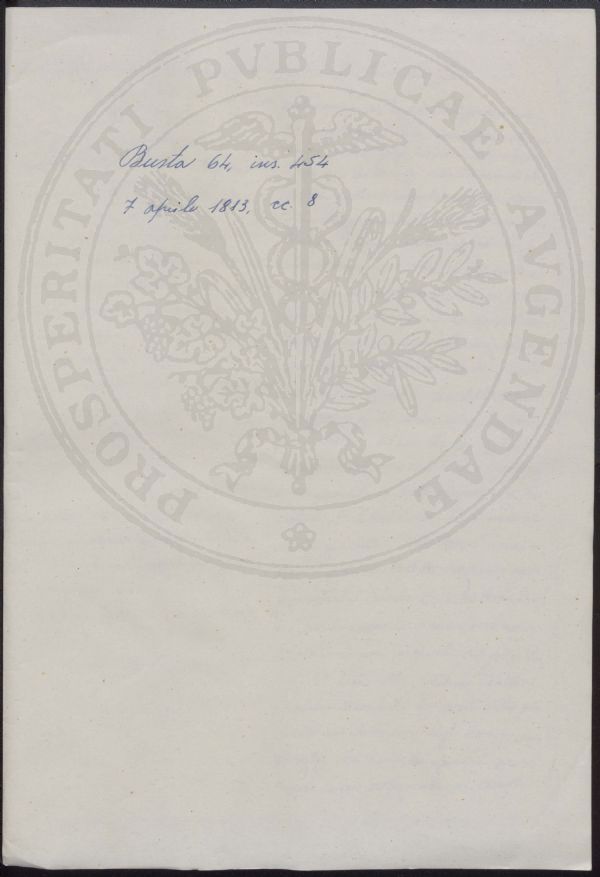 PROSPERITATI PVBLICAE AVGENDAE
Busta 64, ins. 454
7 aprile 1813, cc. 8